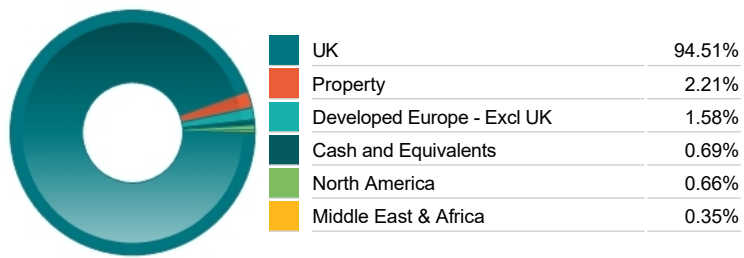 UK 94.51%
Property 2.21%
Developed Europe - Excl UK 1.58%
Cash and Equivalents 0.69%
North America 0.66%
Middle East & Africa 0.35%